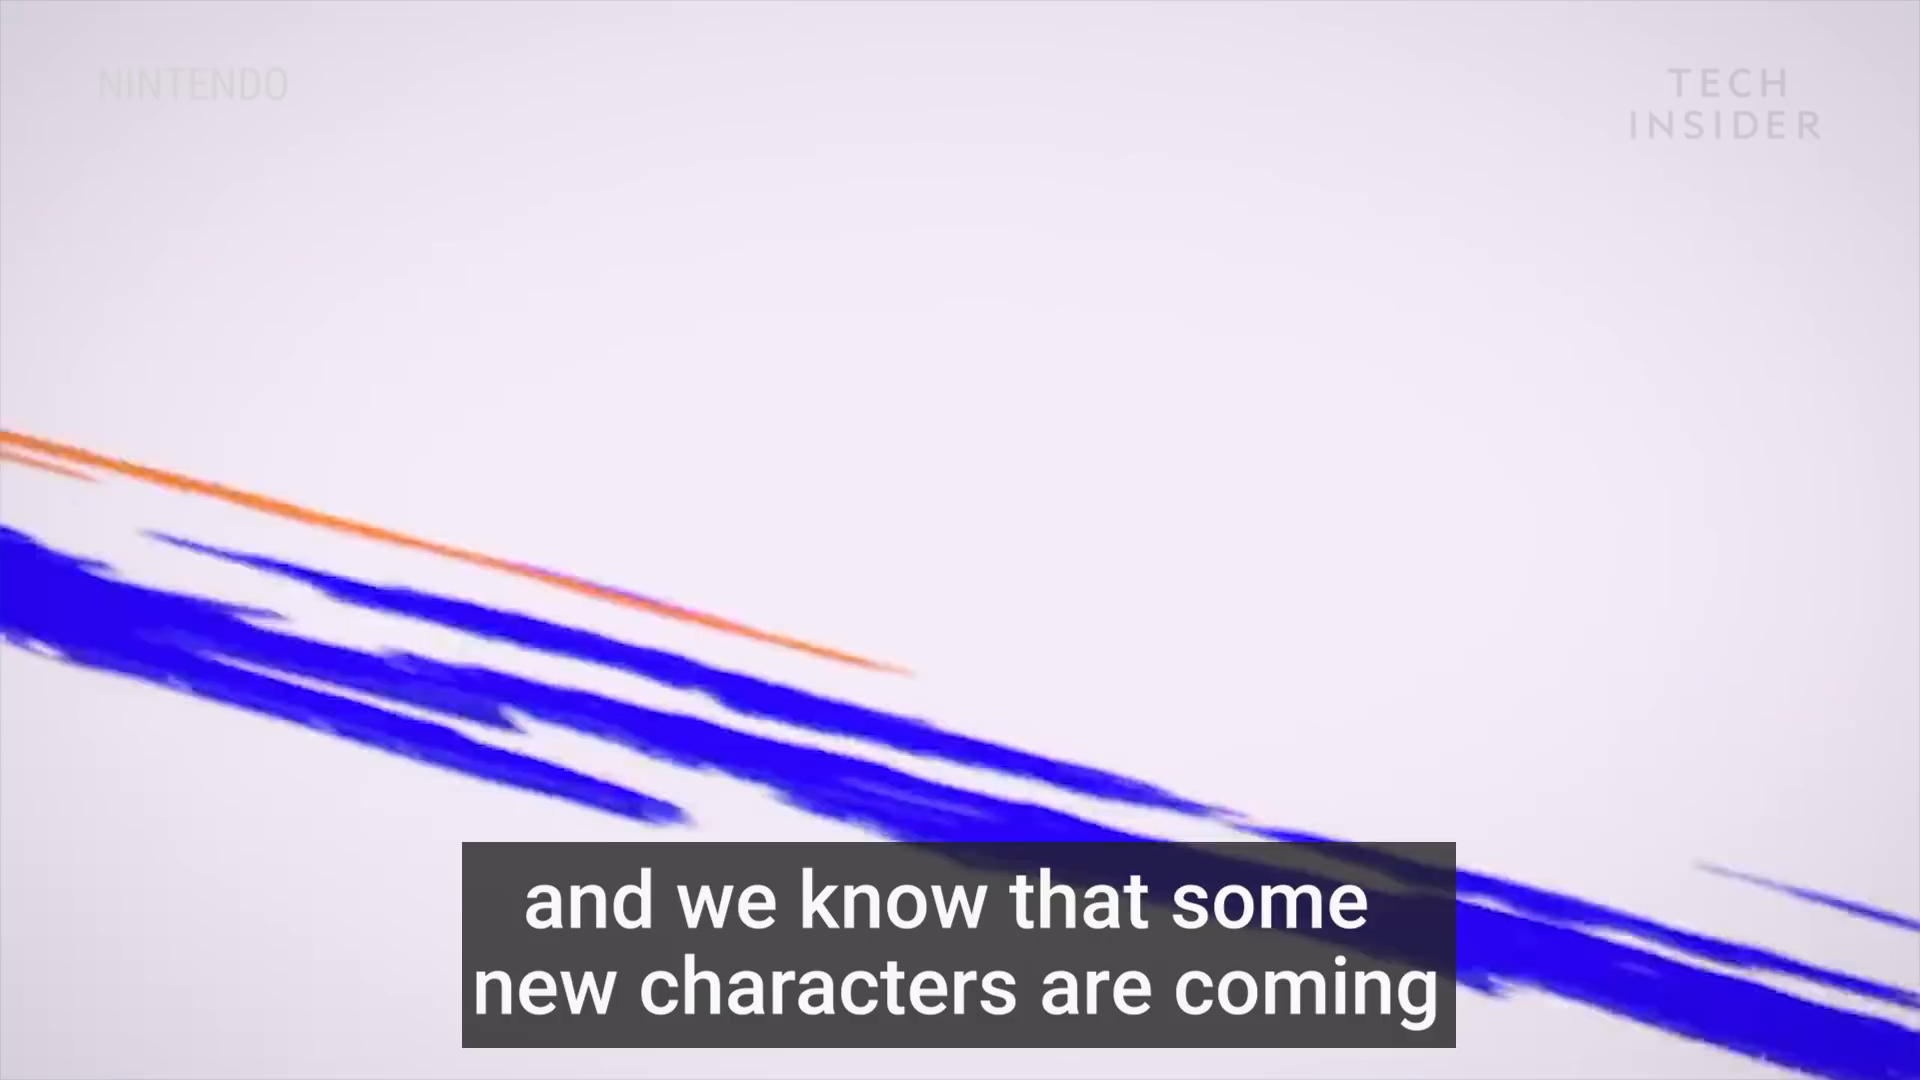 NINTENDO
TECH
INSIDER
and we know that some
new characters are coming